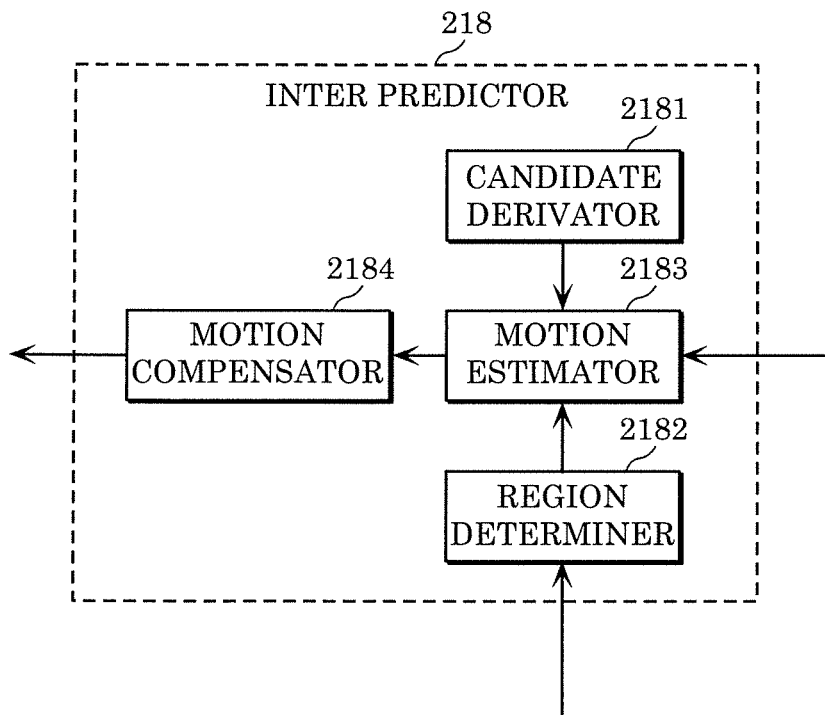 218
INTER PREDICTOR
2181
CANDIDATE
DERIVATOR
2184
MOTION
COMPENSATOR
2183
MOTION
ESTIMATOR
2182
REGION
DETERMINER